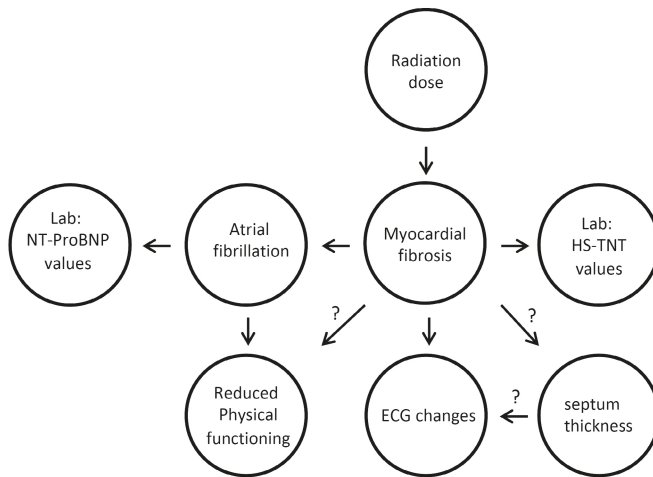 Radiation
dose
Lab:
NT-ProBNP
values
Atrial
fibrillation
Myocardial
fibrosis
Lab:
HS-TNT
values
?
?
Reduced
Physical
functioning
ECG changes
?
septum
thickness